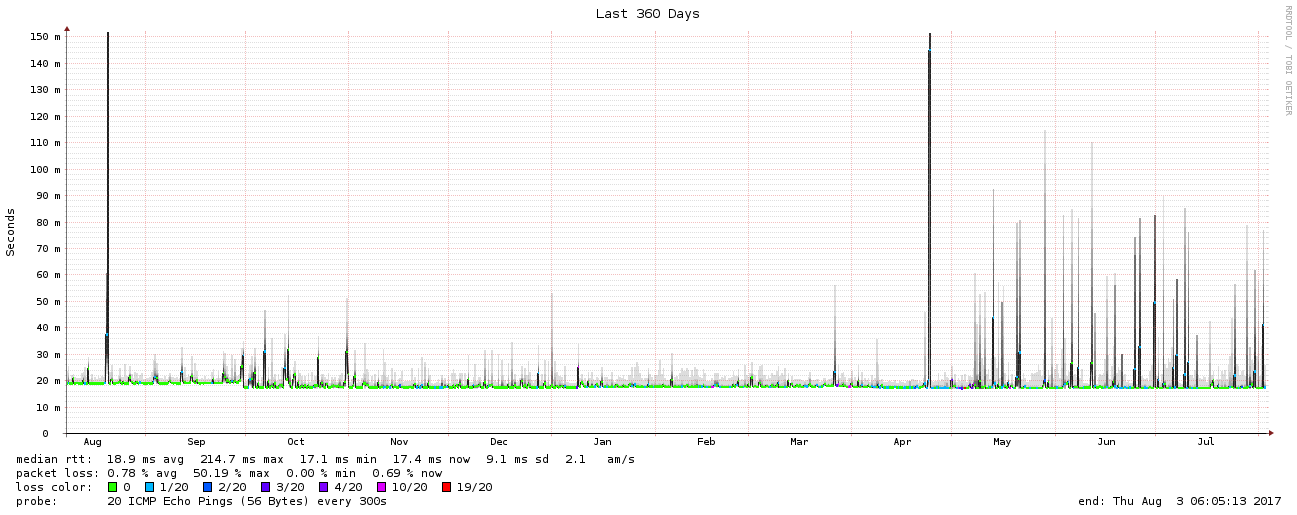 Last 360 Days
RRDTOOL / TOBI OETIKER
Seconds
150 m
140 m
130 m
120 m
110 m
100 m
90 m
80 m
70 m
60 m
50 m
40 m
30 m
20 m
10 m
0
Aug Sep Oct Nov Dec Jan Feb Mar Apr May Jun Jul
median rtt: 18.9 ms avg 214.7 ms max 17.1 ms min 17.4 ms now 9.1 ms sd 2.1 am/s
packet loss: 0.78 % avg 50.19 % max 0.00 % min 0.69 % now
loss color: 0 1/20 2/20 3/20 4/20 10/20 19/20
probe: 20 ICMP Echo Pings (56 Bytes) every 300s end: Thu Aug 3 06:05:13 2017